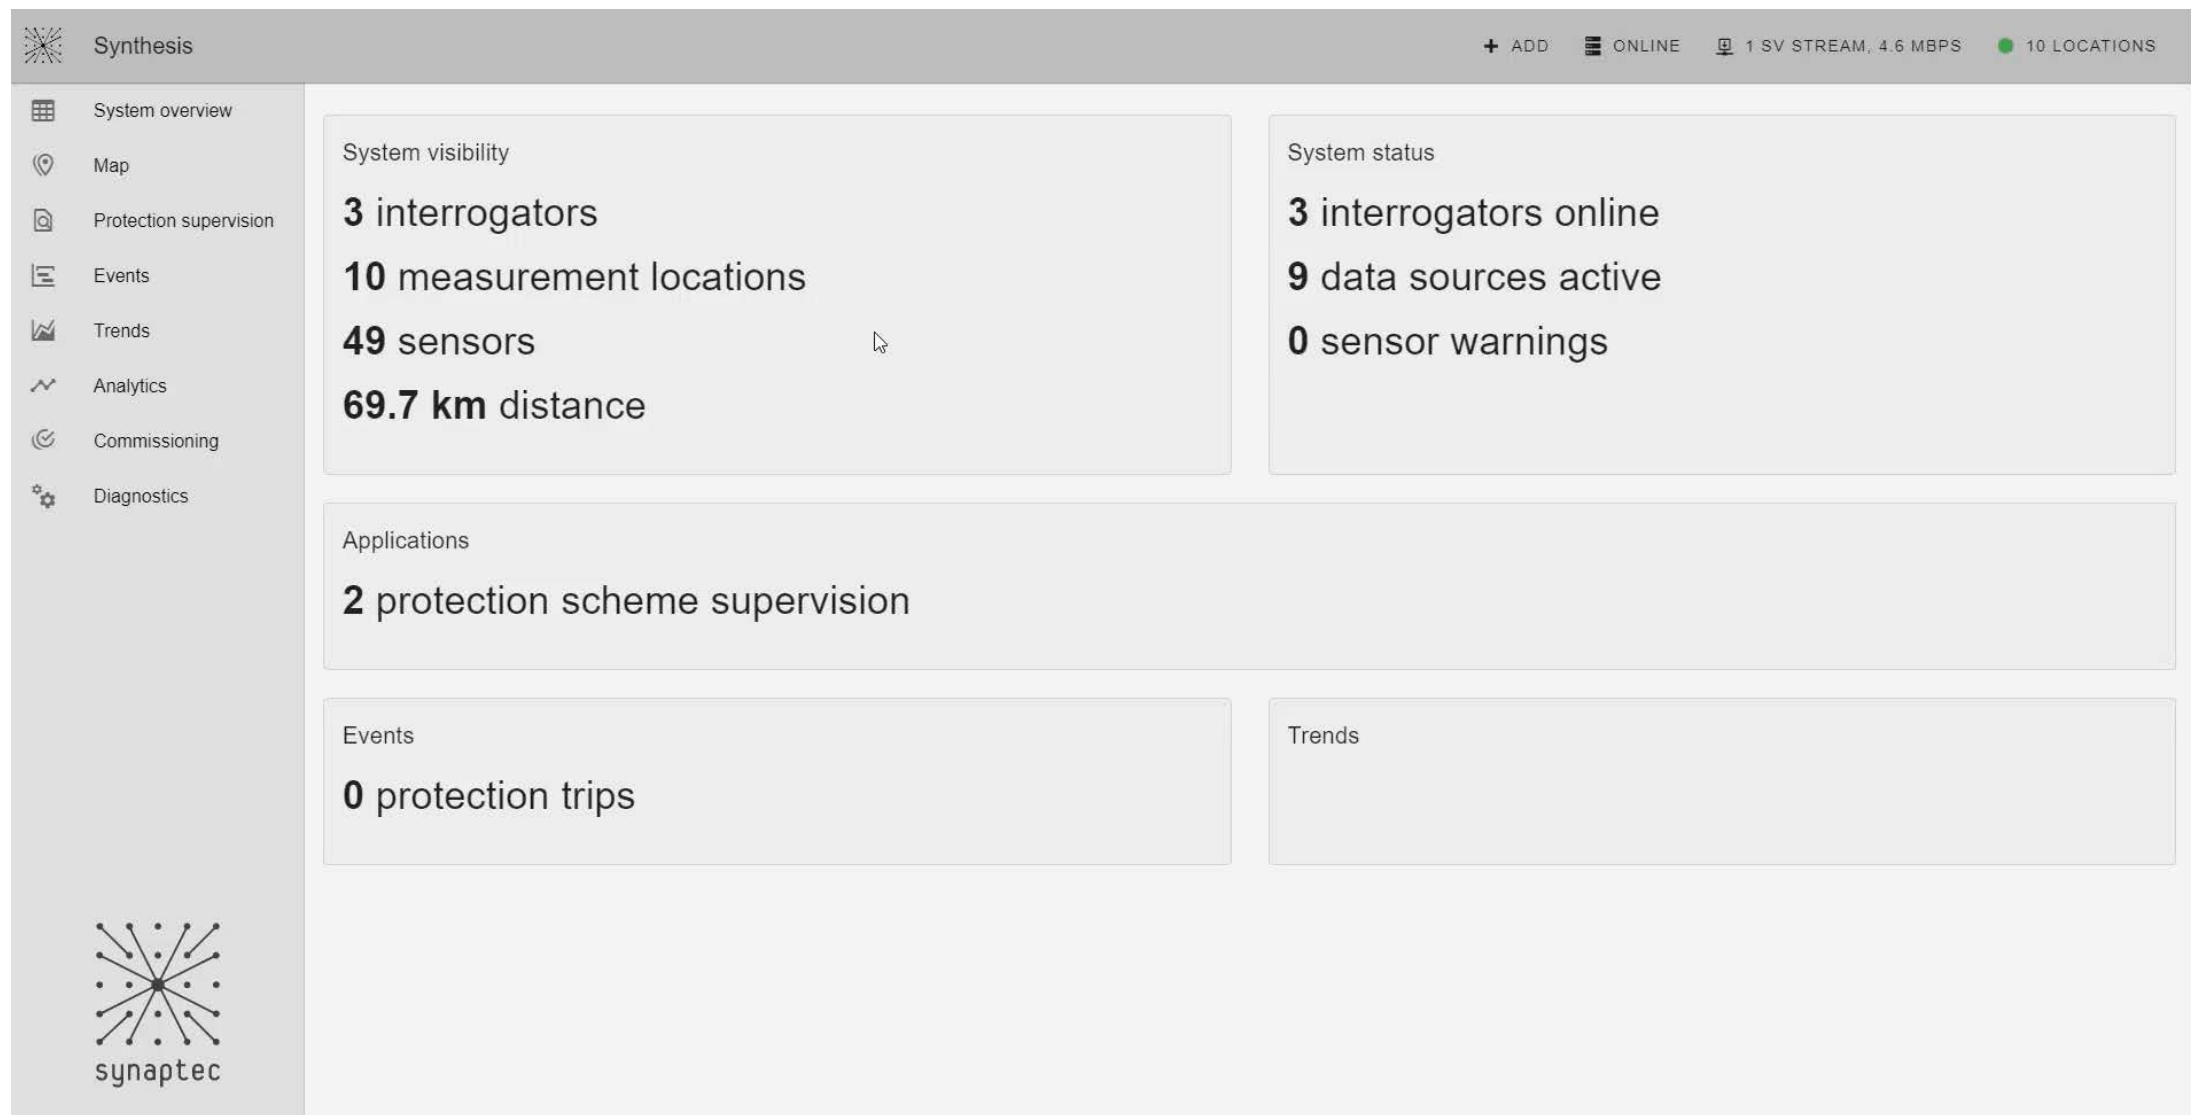 Synthesis
ADD
ONLINE
1 SV STREAM, 4.6 MBPS
10 LOCATIONS
System overview
Map
Protection supervision
Events
Trends
Analytics
Commissioning
Diagnostics
synaptec
System visibility
3 interrogators
10 measurement locations
49 sensors
69.7 km distance
System status
3 interrogators online
9 data sources active
0 sensor warnings
Applications
2 protection scheme supervision
Events
0 protection trips
Trends